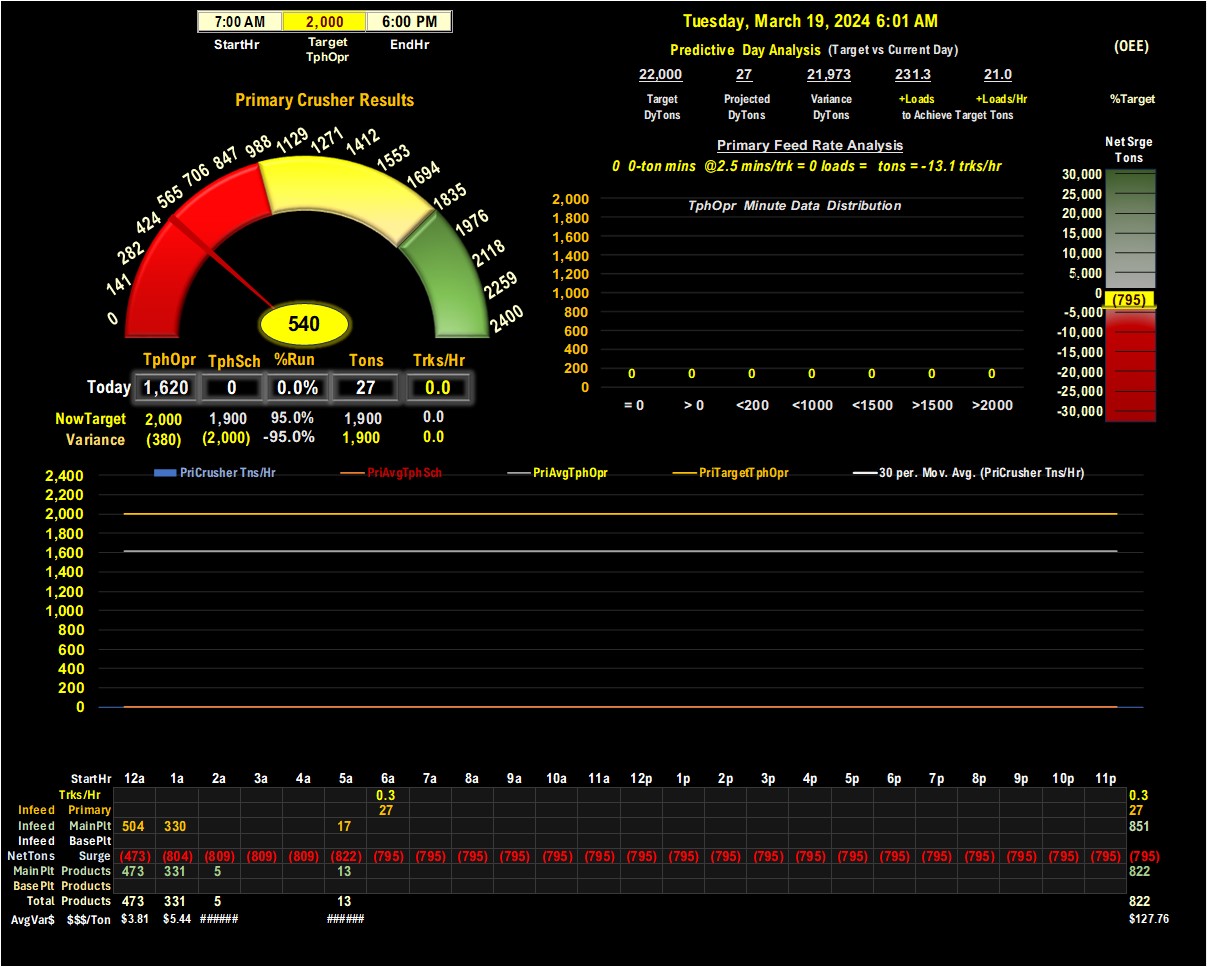 7:00 AM 2,000 6:00 PM
StartHr Target TphOpr EndHr
Tuesday, March 19, 2024 6:01 AM
Predictive Day Analysis (Target vs Current Day)
22,000 27 21,973 231.3 21.0
Target DyTons Projected DyTons Variance DyTons +Loads +Loads/Hr
to Achieve Target Tons
(OEE)
%Target
Net Srge
Tons
30,000
25,000
20,000
15,000
10,000
5,000
0
(795)
-5,000
-10,000
-15,000
-20,000
-25,000
-30,000
Primary Crusher Results
0 141 282 424 565 706 847 988 1129 1271 1412 1553 1694 1835 1976 2118 2259 2400
540
TphOpr TphSch %Run Tons Trks/Hr
Today 1,620 0 0.0% 27 0.0
NowTarget 2,000 1,900 95.0% 1,900 0.0
Variance (380) (2,000) -95.0% 1,900 0.0
Primary Feed Rate Analysis
0 0-ton mins @2.5 mins/trk = 0 loads = tons = -13.1 trks/hr
TphOpr Minute Data Distribution
2,000
1,800
1,600
1,400
1,200
1,000
800
600
400
200
0
0 0 0 0 0 0 0
= 0 > 0 <200 <1000 <1500 >1500 >2000
PriCrusher Tns/Hr PriAvgTphSch PriAvgTphOpr PriTargetTphOpr 30 per. Mov. Avg. (PriCrusher Tns/Hr)
2,400
2,200
2,000
1,800
1,600
1,400
1,200
1,000
800
600
400
200
0
StartHr 12a 1a 2a 3a 4a 5a 6a 7a 8a 9a 10a 11a 12p 1p 2p 3p 4p 5p 6p 7p 8p 9p 10p 11p
Trks/Hr 0.3 0.3
Infeed Primary 27 27
Infeed MainPlt 504 330 17 851
Infeed BasePlt
NetTons Surge (473) (804) (809) (809) (809) (822) (795) (795) (795) (795) (795) (795) (795) (795) (795) (795) (795) (795) (795) (795) (795) (795) (795) (795) (795)
MainPlt Products 473 331 5 13 822
BasePlt Products
Total Products 473 331 5 13 822
AvgVar$ $$$/Ton $3.81 $5.44 ###### ###### $127.76